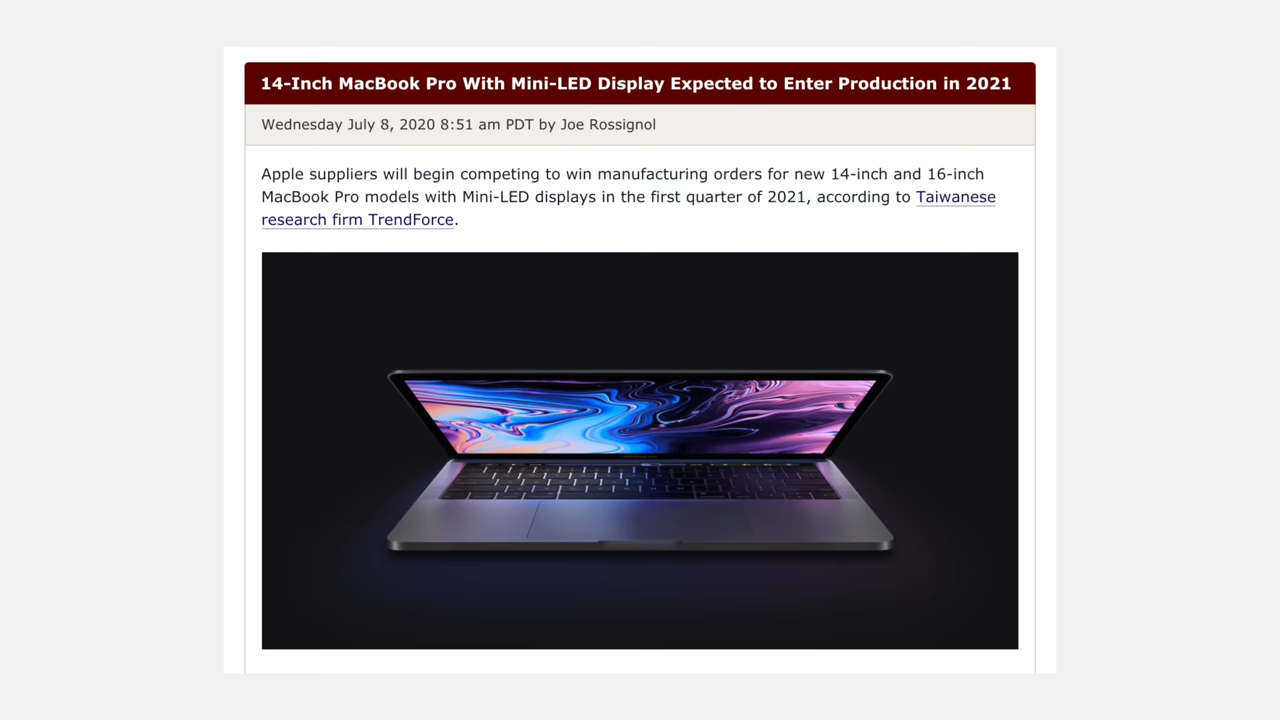 14-Inch MacBook Pro With Mini-LED Display Expected to Enter Production in 2021
Wednesday July 8, 2020 8:51 am PDT by Joe Rossignol
Apple suppliers will begin competing to win manufacturing orders for new 14-inch and 16-inch
MacBook Pro models with Mini-LED displays in the first quarter of 2021, according to Taiwanese
research firm TrendForce.